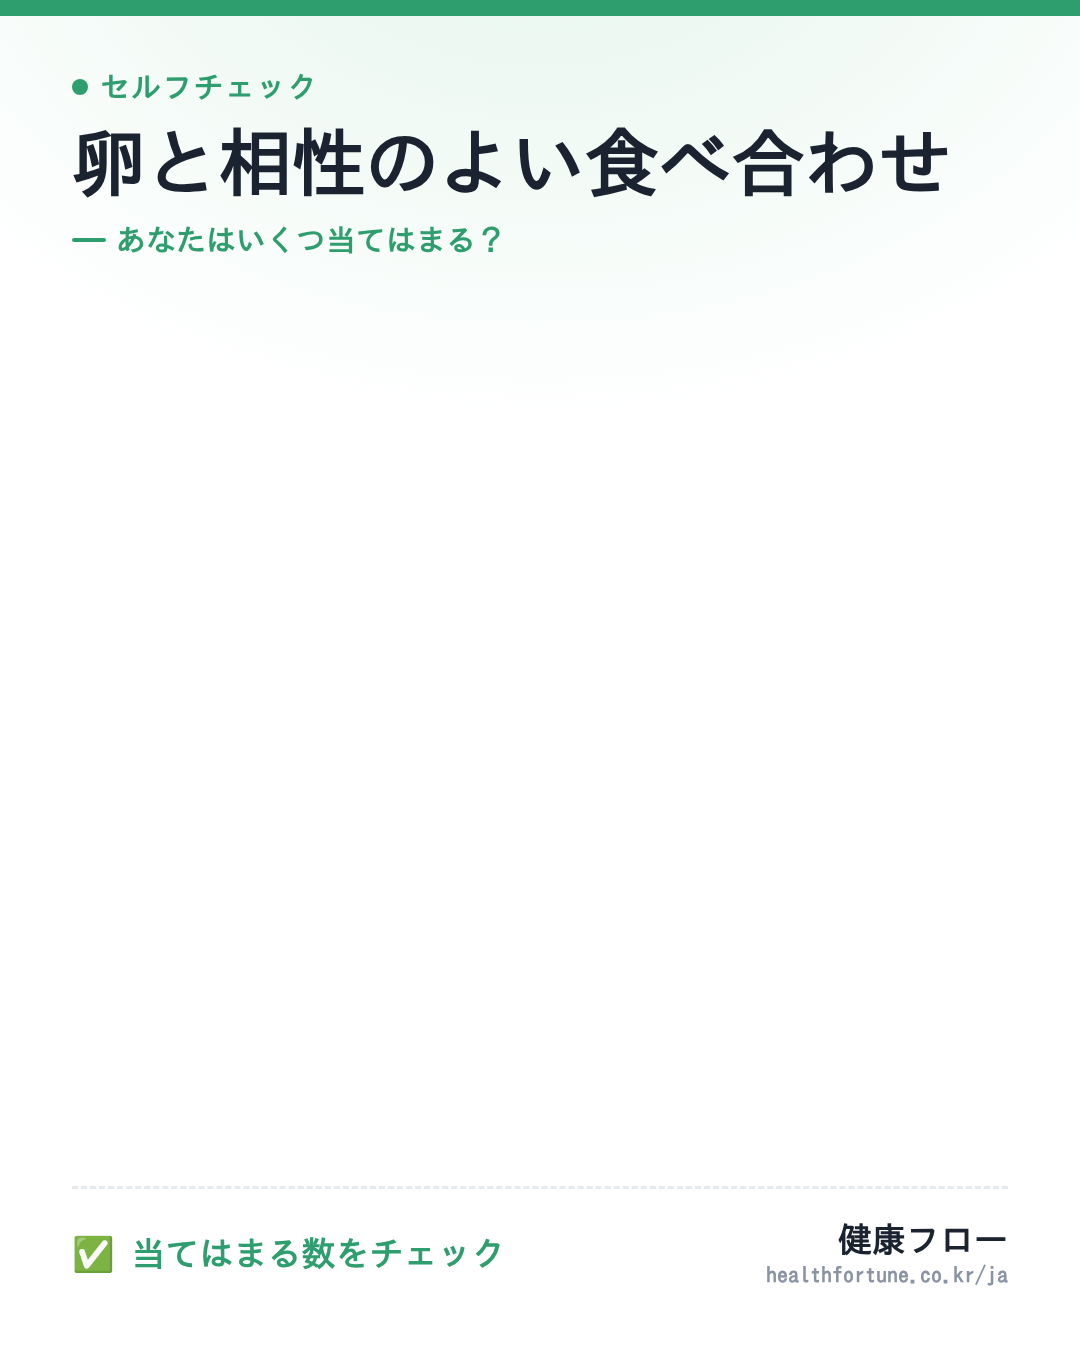 セルフチェック
卵と相性のよい食べ合わせ
— あなたはいくつ当てはまる？
✅ 当てはまる数をチェック
健康フロー
healthfortune.co.kr/ja